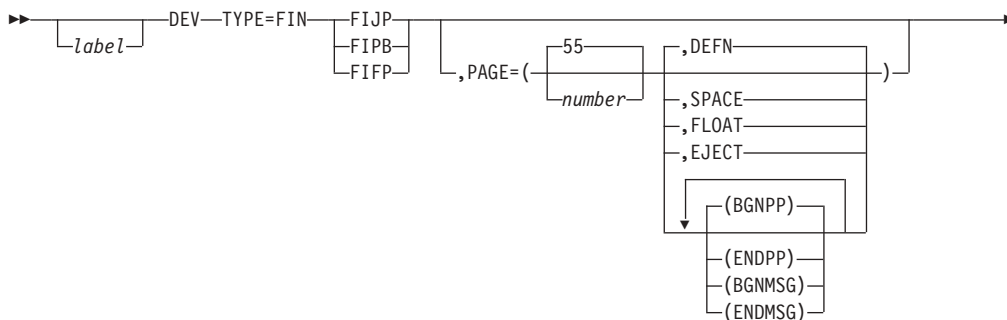 label DEV TYPE=FIN FIJP
FIPB
FIFP
,PAGE=( 55 ,DEFN )
number
,SPACE
,FLOAT
,EJECT
(BGNPP)
(ENDPP)
(BGNMSG)
(ENDMSG)